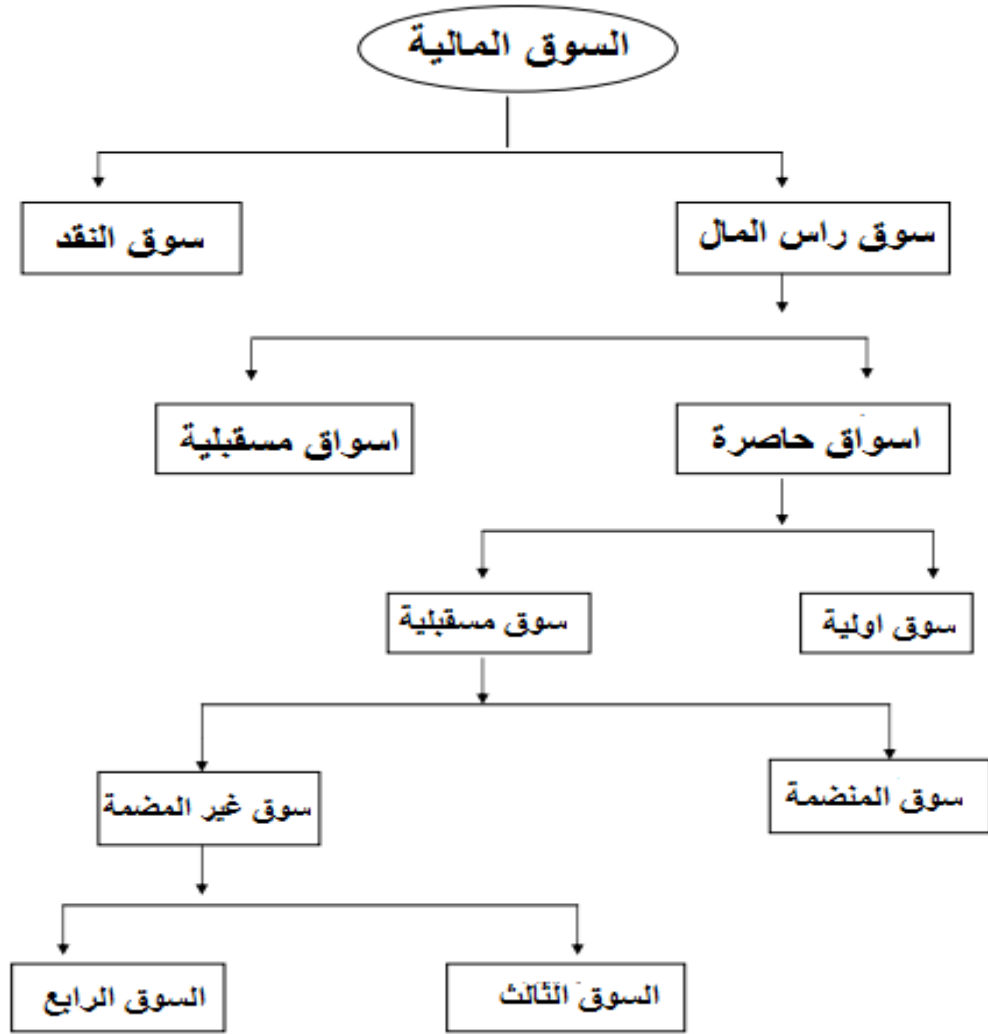 السوق المالية
سوق راس المال
سوق النقد
اسواق حاصرة
اسواق مسقبلية
سوق اولية
سوق مسقبلية
سوق المنضمة
سوق غير المضمة
السوق الثالث
السوق الرابع